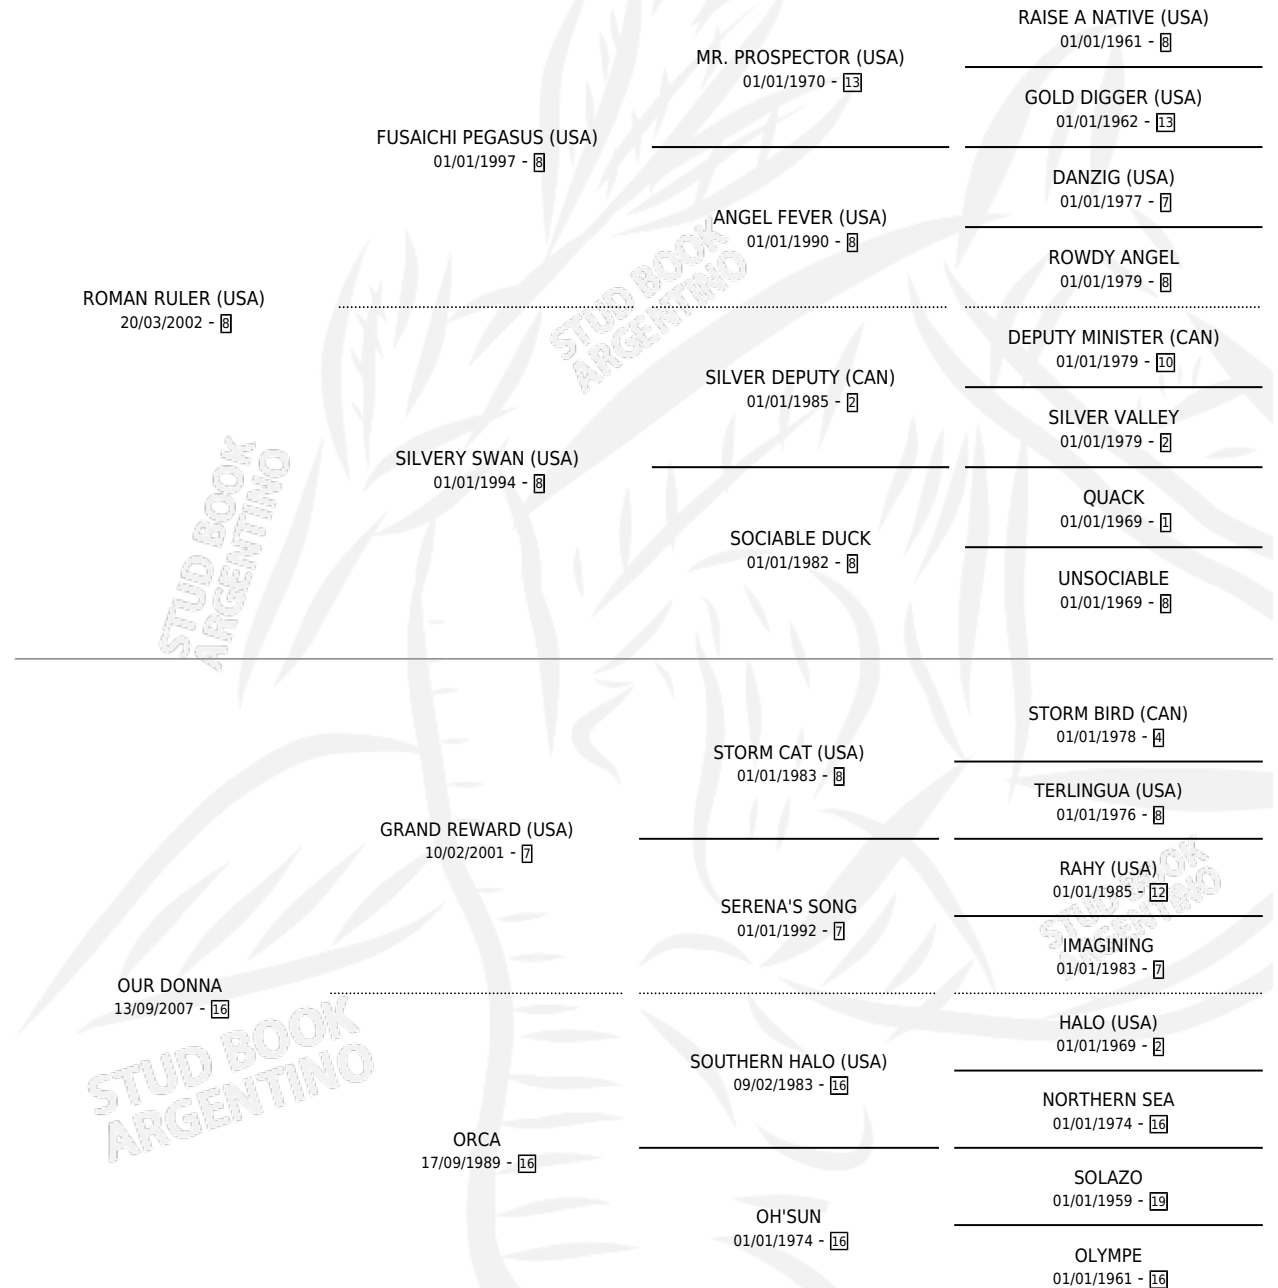 RAISE A NATIVE (USA)
01/01/1961 - 8
MR. PROSPECTOR (USA)
01/01/1970 - 13
GOLD DIGGER (USA)
01/01/1962 - 13
FUSAICHI PEGASUS (USA)
01/01/1997 - 8
DANZIG (USA)
01/01/1977 - 7
ANGEL FEVER (USA)
01/01/1990 - 8
ROWDY ANGEL
01/01/1979 - 8
ROMAN RULER (USA)
20/03/2002 - 8
STUD BOOK
ARGENTINO
DEPUTY MINISTER (CAN)
01/01/1979 - 10
SILVER DEPUTY (CAN)
01/01/1985 - 2
SILVER VALLEY
01/01/1979 - 2
SILVERY SWAN (USA)
01/01/1994 - 8
STUD BOOK
ARGENTINO
QUACK
01/01/1969 - 1
SOCIABLE DUCK
01/01/1982 - 8
UNSOCIABLE
01/01/1969 - 8
STORM BIRD (CAN)
01/01/1978 - 4
STORM CAT (USA)
01/01/1983 - 8
TERLINGUA (USA)
01/01/1976 - 8
GRAND REWARD (USA)
10/02/2001 - 7
RAHY (USA)
01/01/1985 - 12
SERENA'S SONG
01/01/1992 - 7
STUD BOOK
ARGENTINO
IMAGINING
01/01/1983 - 7
OUR DONNA
13/09/2007 - 16
STUD BOOK
ARGENTINO
HALO (USA)
01/01/1969 - 2
SOUTHERN HALO (USA)
09/02/1983 - 16
NORTHERN SEA
01/01/1974 - 16
ORCA
17/09/1989 - 16
SOLAZO
01/01/1959 - 19
OH'SUN
01/01/1974 - 16
OLYMPE
01/01/1961 - 16